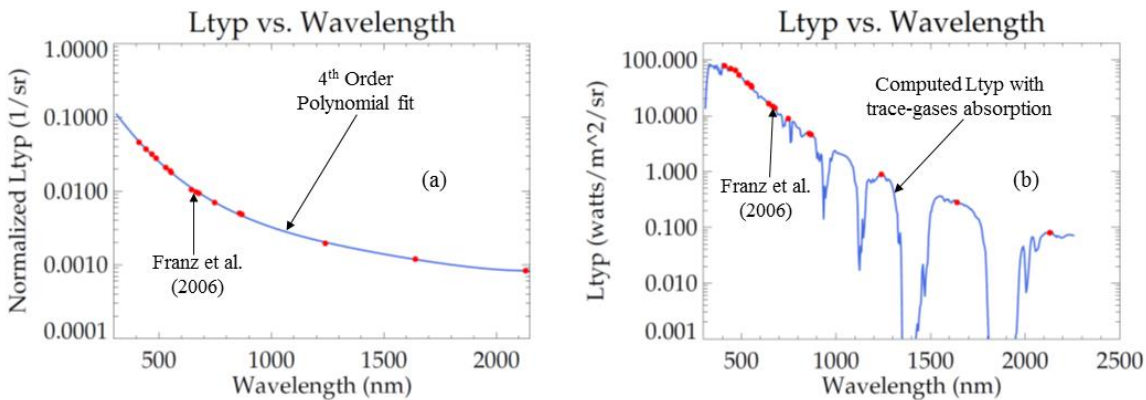 Ltyp vs. Wavelength
Normalized Ltyp (1/sr)
1.0000
0.1000
0.0100
0.0010
0.0001
4th Order
Polynomial fit
(a)
Franz et al.
(2006)
500
1000
1500
2000
Wavelength (nm)
Ltyp vs. Wavelength
Ltyp (watts/m^2/sr)
100.000
10.000
1.000
0.100
0.010
0.001
Computed Ltyp with
trace-gases absorption
Franz et al.
(2006)
(b)
500
1000
1500
2000
2500
Wavelength (nm)